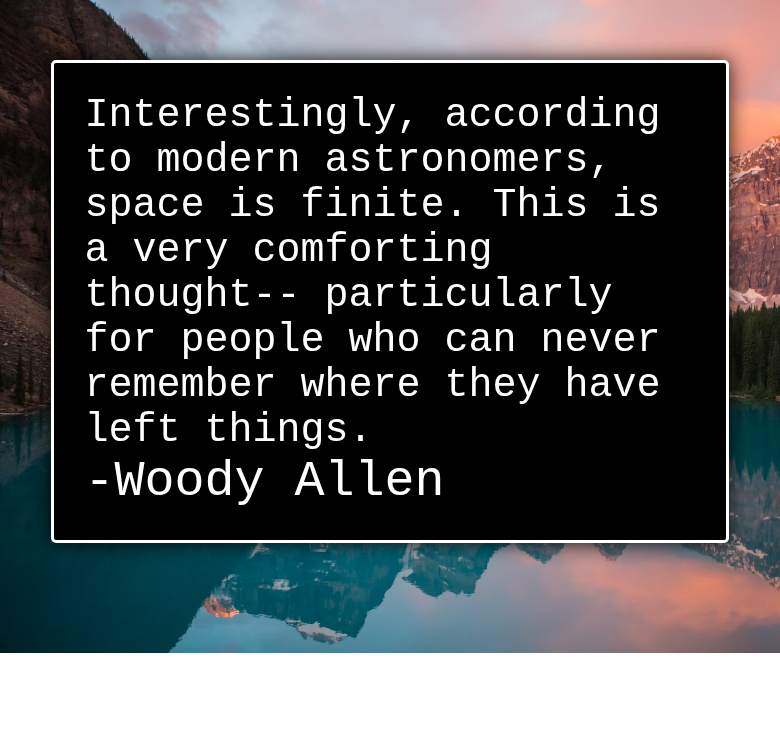 Interestingly, according
to modern astronomers,
space is finite. This is
a very comforting
thought-- particularly
for people who can never
remember where they have
left things.
-Woody Allen